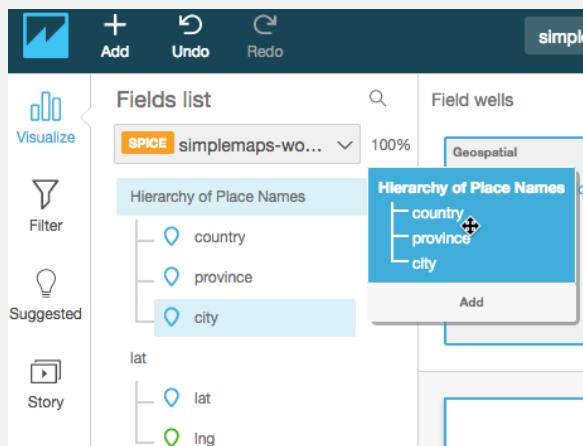 Add
Undo
Redo
simple
Visualize
Filter
Suggested
Story
Fields list
SPICE simplemaps-wo... 100%
Hierarchy of Place Names
country
province
city
lat
lat
lng
Field wells
Geospatial
Hierarchy of Place Names
country
province
city
Add